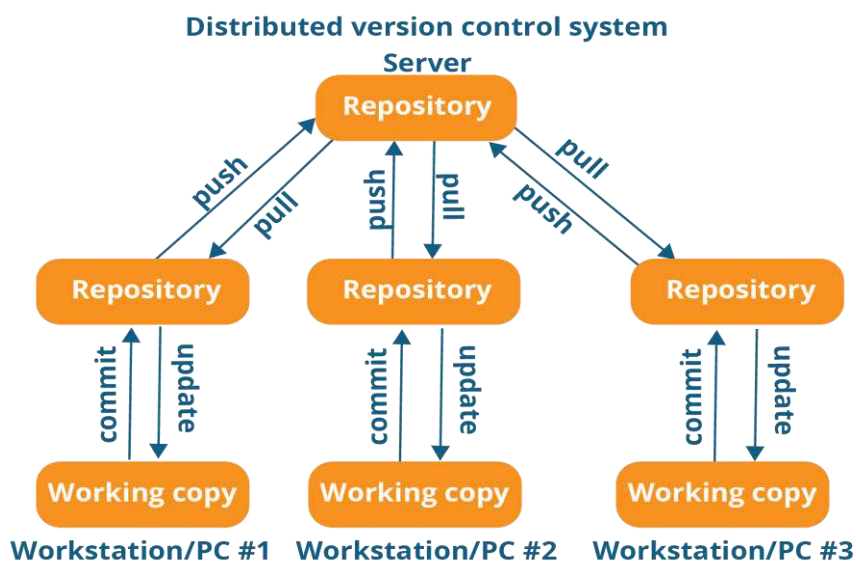 Distributed version control system
Server
Repository
push
pull
push
pull
pull
push
Repository
Repository
Repository
commit
update
commit
update
commit
update
Working copy
Working copy
Working copy
Workstation/PC #1
Workstation/PC #2
Workstation/PC #3